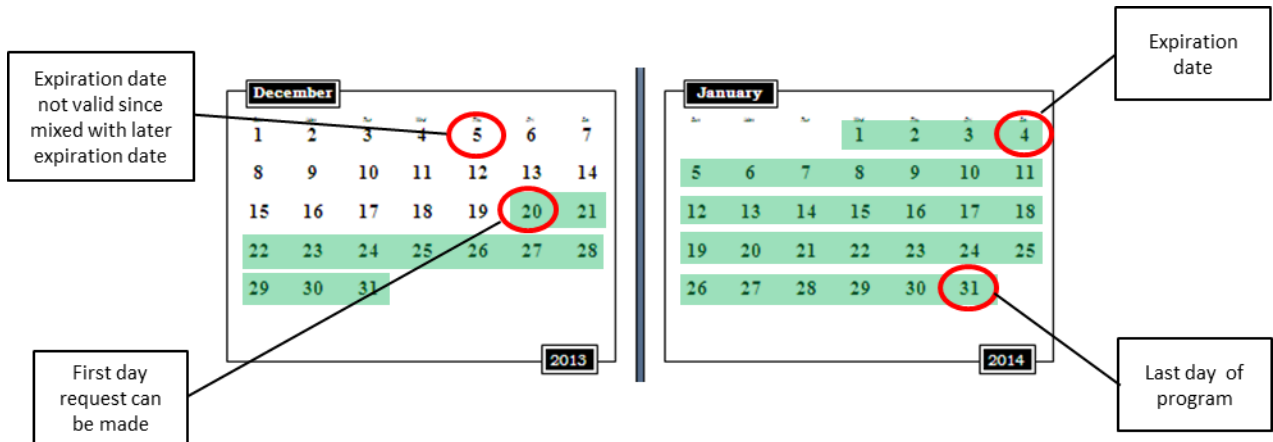 Expiration date
not valid since
mixed with later
expiration date
December
1 2 3 4 5 6 7
8 9 10 11 12 13 14
15 16 17 18 19 20 21
22 23 24 25 26 27 28
29 30 31
2013
First day
request can
be made
January
1 2 3 4
5 6 7 8 9 10 11
12 13 14 15 16 17 18
19 20 21 22 23 24 25
26 27 28 29 30 31
2014
Expiration
date
Last day of
program